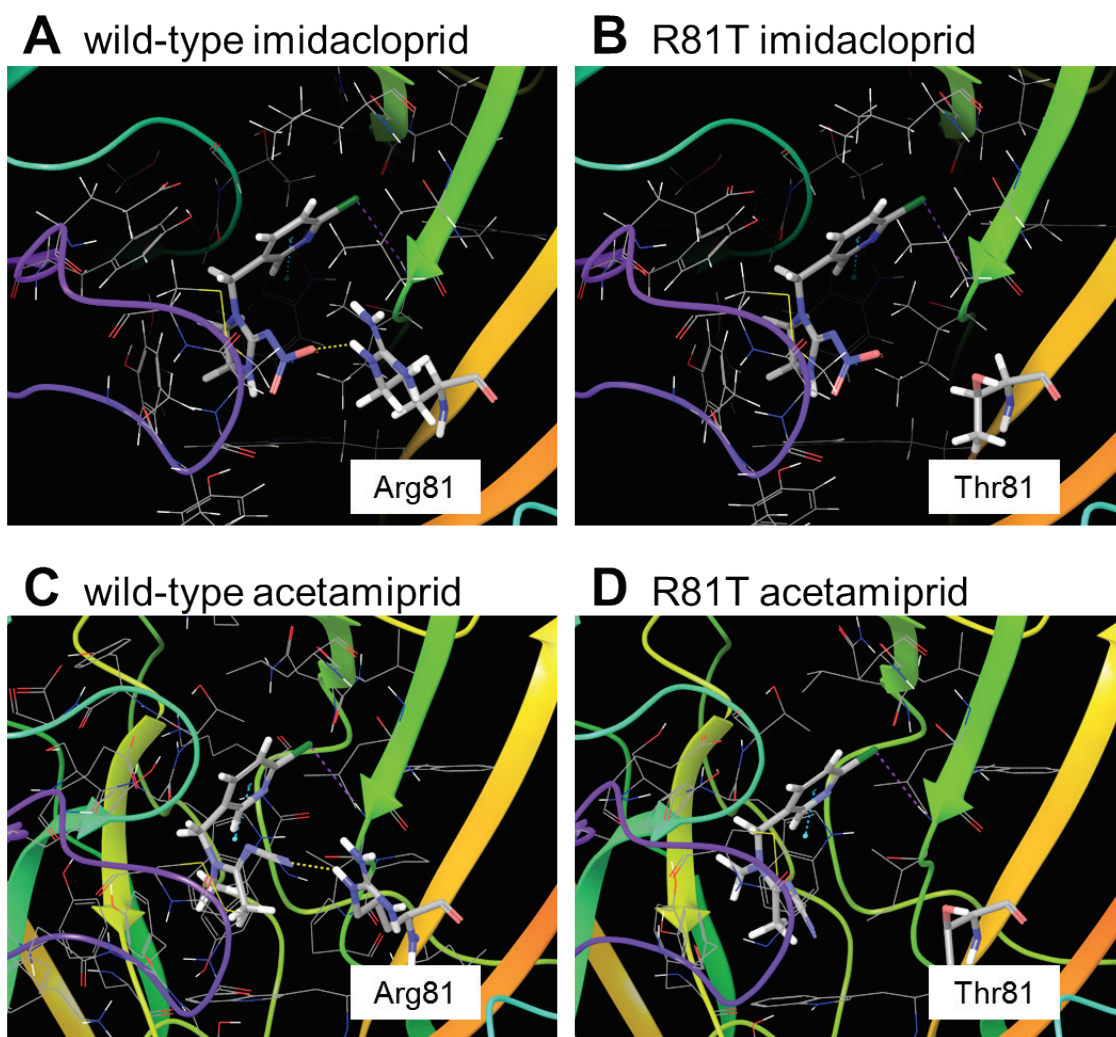 A wild-type imidacloprid
B R81T imidacloprid
Arg81
Thr81
C wild-type acetamiprid
D R81T acetamiprid
Arg81
Thr81